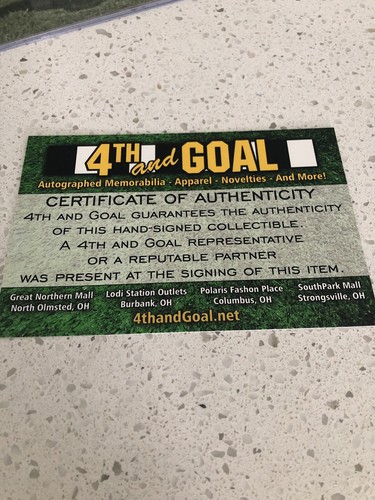 4TH and GOAL
Autographed Memorabilia - Apparel - Novelties - And More!
CERTIFICATE OF AUTHENTICITY
4TH AND GOAL GUARANTEES THE AUTHENTICITY
OF THIS HAND-SIGNED COLLECTIBLE.
A 4TH AND GOAL REPRESENTATIVE
OR A REPUTABLE PARTNER
WAS PRESENT AT THE SIGNING OF THIS ITEM.
Great Northern Mall Lodi Station Outlets Polaris Fashon Place SouthPark Mall
North Olmsted, OH Burbank, OH Columbus, OH Strongsville, OH
4thandGoal.net